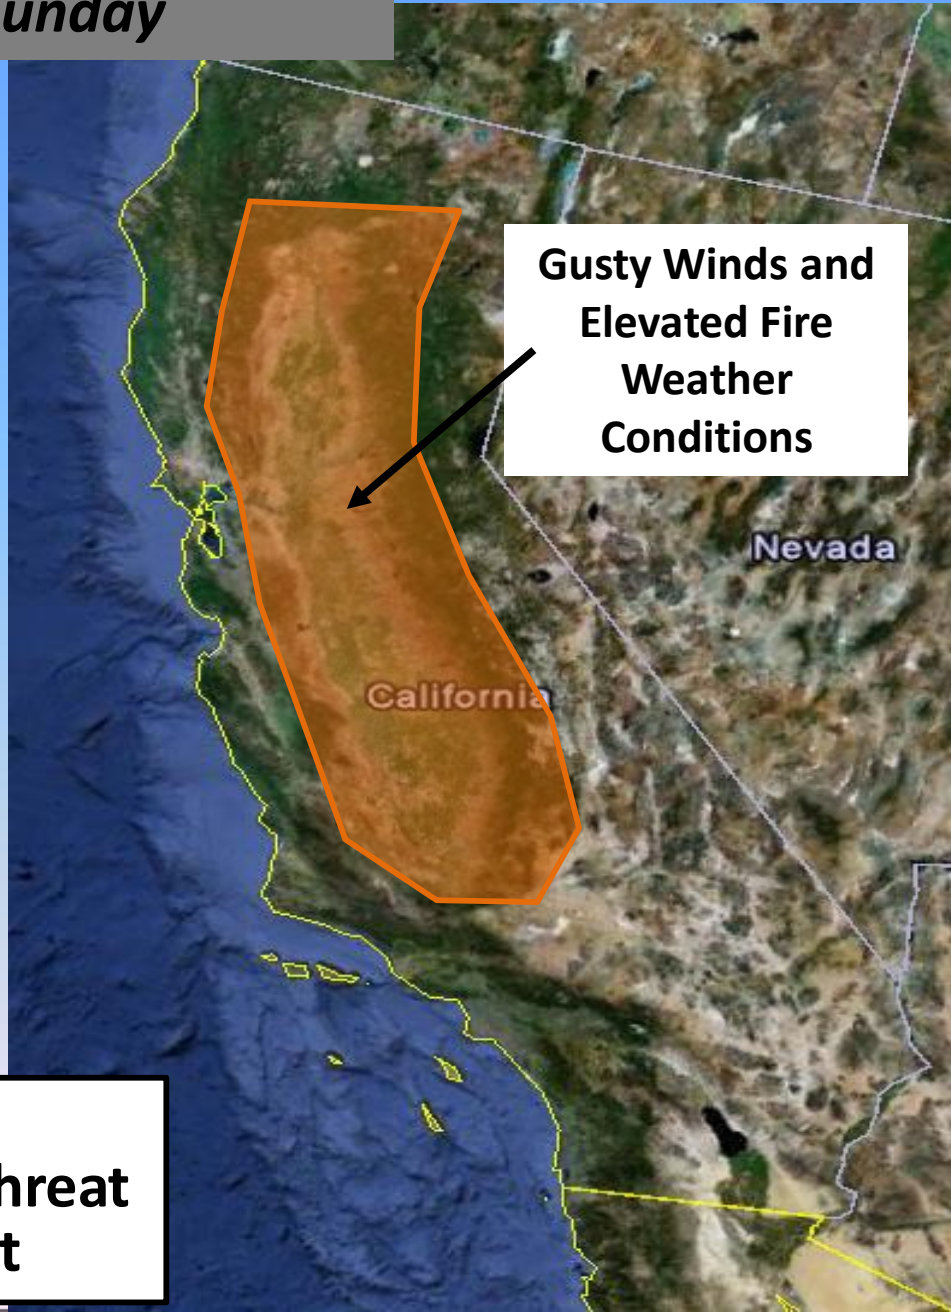 unday
Gusty Winds and
Elevated Fire
Weather
Conditions
Nevada
California
hreat
t